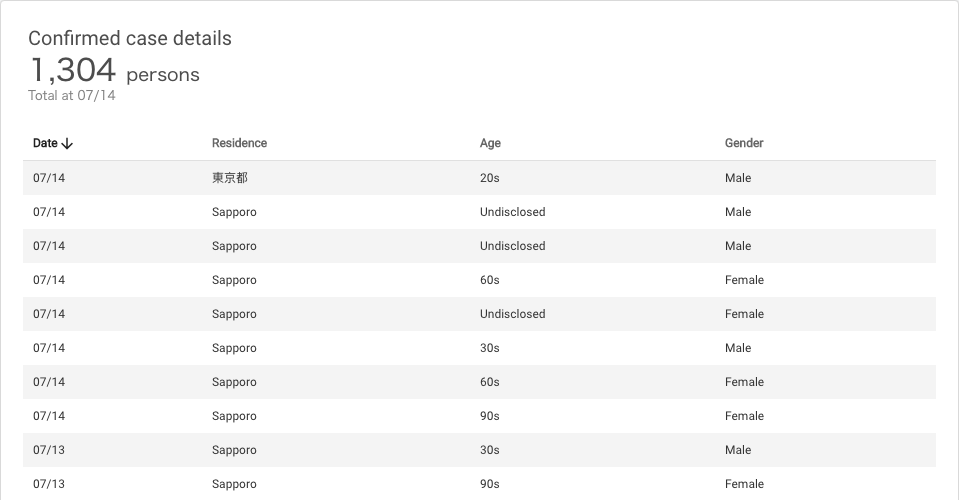 Confirmed case details
1,304 persons
Total at 07/14
Date Residence Age Gender
07/14 東京都 20s Male
07/14 Sapporo Undisclosed Male
07/14 Sapporo Undisclosed Male
07/14 Sapporo 60s Female
07/14 Sapporo Undisclosed Female
07/14 Sapporo 30s Male
07/14 Sapporo 60s Female
07/14 Sapporo 90s Female
07/13 Sapporo 30s Male
07/13 Sapporo 90s Female